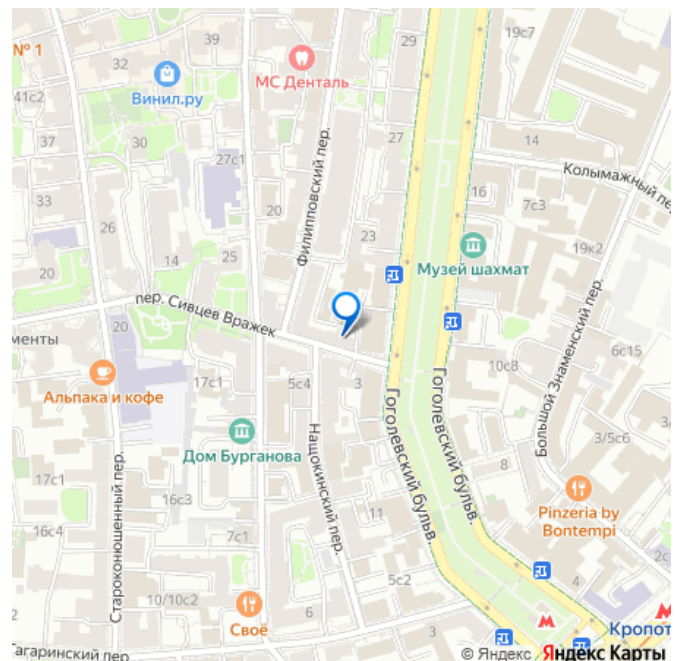 29
19с7
39
№ 1
32
МС Денталь
41с2
Винил.ру
27
14
37
30
27с1
Колымажный пе
16
7с3
33
20
Филипповский пер.
23
19к2
20
26
25
14
Музей шахмат
пер. Сивцев Вражек
менты
20
Большой Знаменский пер.
6с15
10с8
17с1
5с4
3
Альпака и кофе
Гоголевский бульв.
Гоголевский бульв.
Нащокинский пер.
Дом Бурганова
3/5с6
8
17с1
Староконюшенный пер.
16с3
Pinzeria by
Bontempi
11
16с4
7с1
2с
5с2
4
10/10с2
6
Своё
Кропот
Гагаринский пер
© Яндекс Яндекс Карты